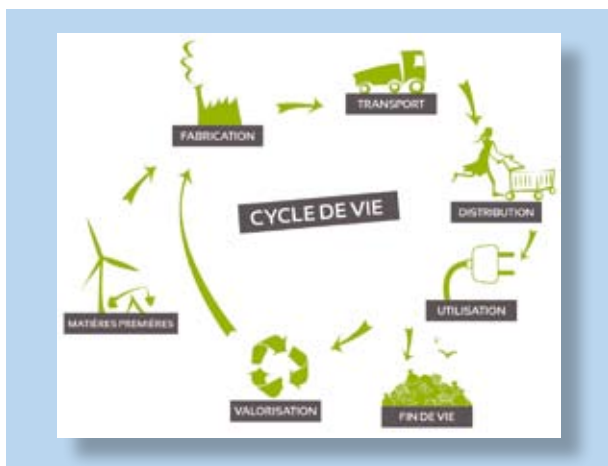 TRANSPORT
FABRICATION
CYCLE DE VIE
DISTRIBUTION
UTILISATION
MATIÈRES PREMIÈRES
VALORISATION
FIN DE VIE